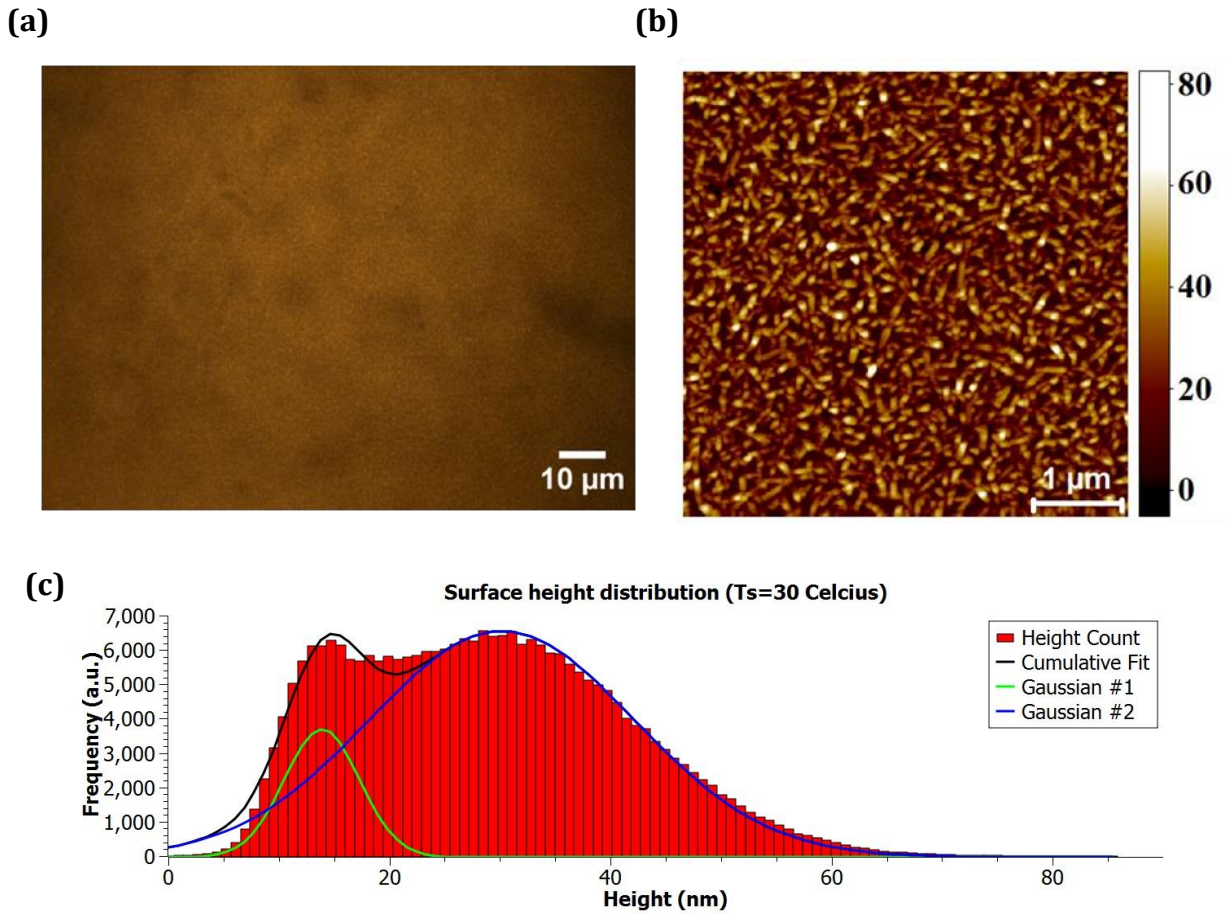 (a)
(b)
10 µm
1 µm
80
60
40
20
0
(c)
Surface height distribution (Ts=30 Celcius)
Frequency (a.u.)
7,000
6,000
5,000
4,000
3,000
2,000
1,000
0
Height Count
Cumulative Fit
Gaussian #1
Gaussian #2
0
20
40
60
80
Height (nm)